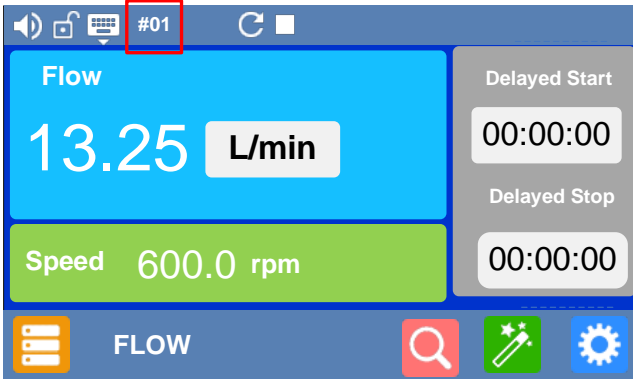 #01
Flow
13.25 L/min
Speed 600.0 rpm
Delayed Start
00:00:00
Delayed Stop
00:00:00
FLOW